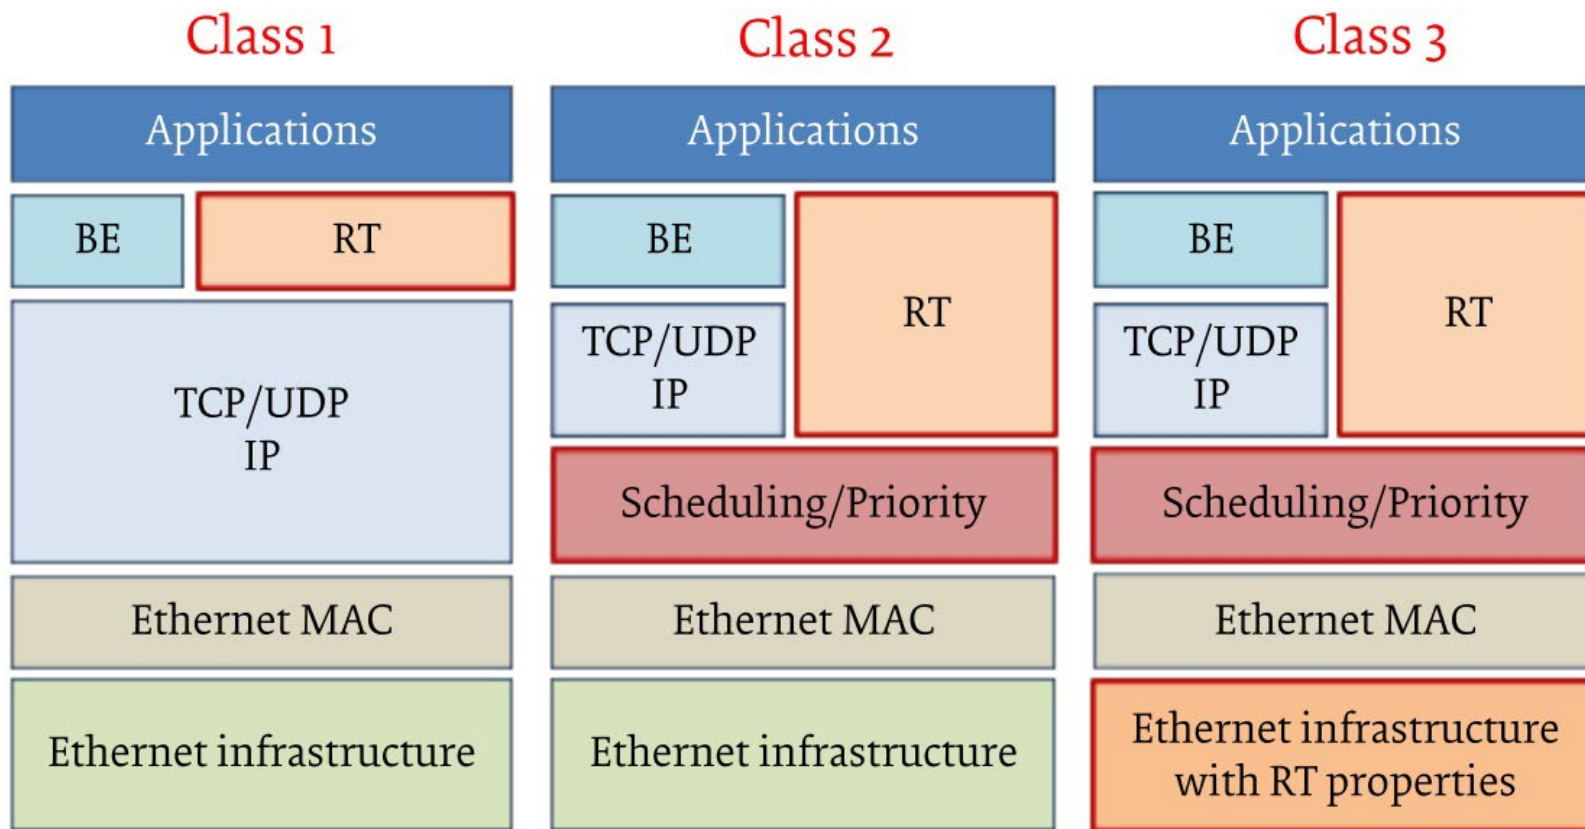 Class 1
Applications
BE
RT
TCP/UDP
IP
Ethernet MAC
Ethernet infrastructure
Class 2
Applications
BE
RT
TCP/UDP
IP
Scheduling/Priority
Ethernet MAC
Ethernet infrastructure
Class 3
Applications
BE
RT
TCP/UDP
IP
Scheduling/Priority
Ethernet MAC
Ethernet infrastructure
with RT properties